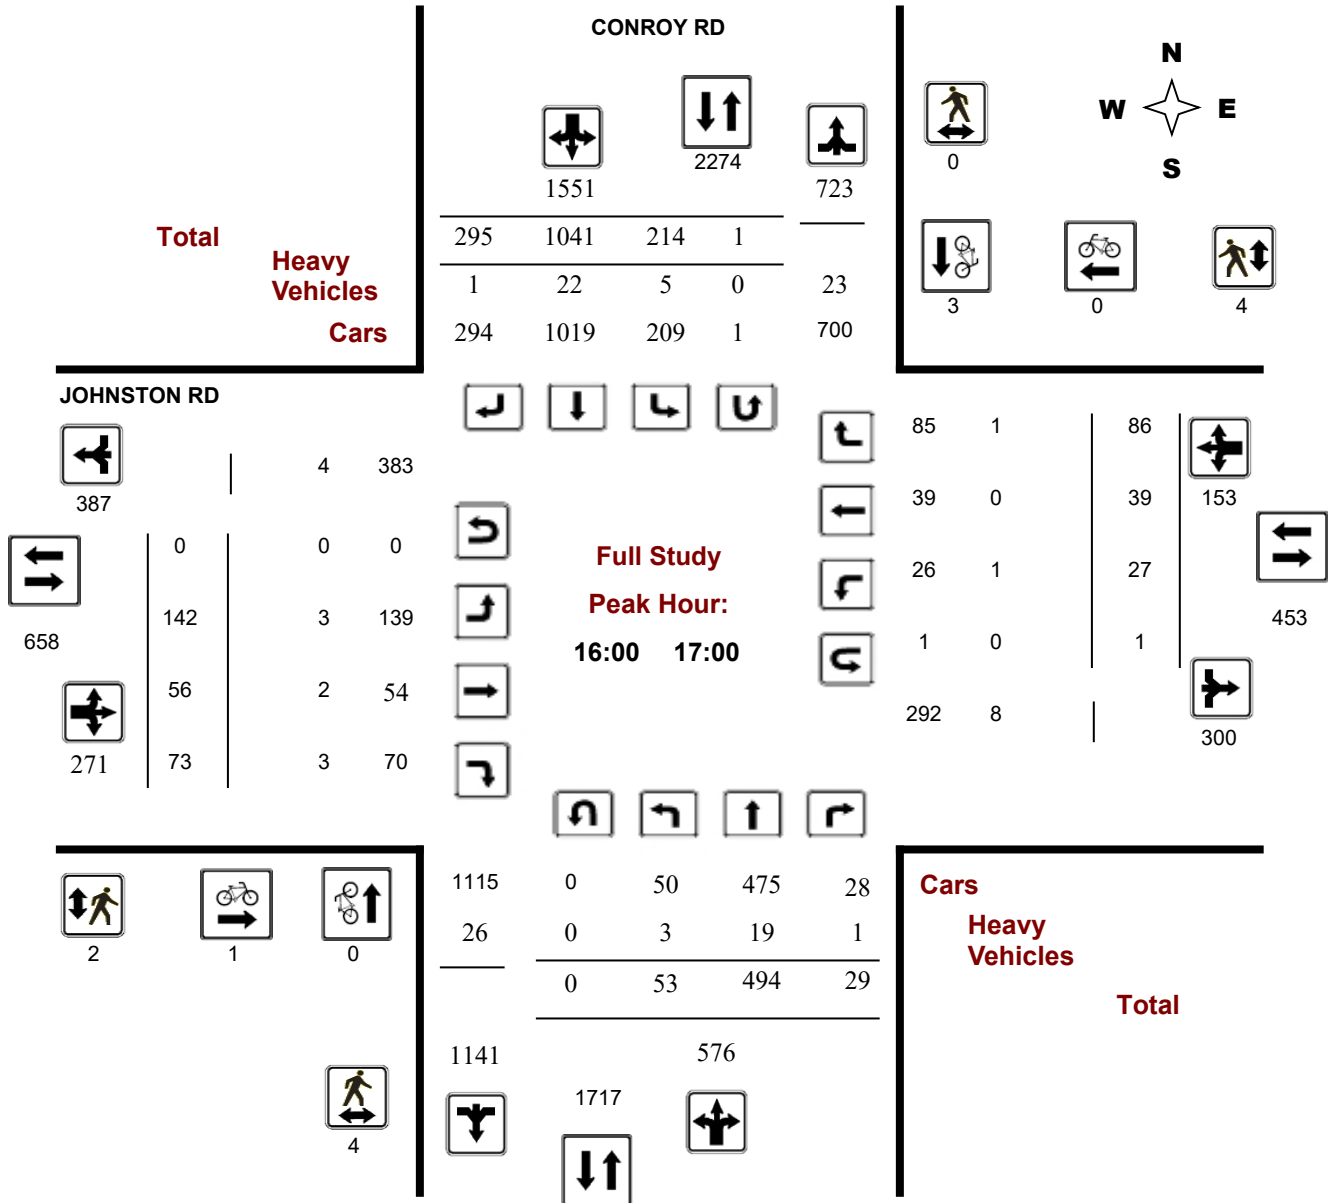 CONROY RD
N
W E
S
0
2274
1551 723
Total 295 1041 214 1
3 0 4
Heavy
Vehicles 1 22 5 0 23
Cars 294 1019 209 1 700
JOHNSTON RD
85 1 86
4 383
387 39 0 39 153
0 0 0
Full Study
26 1 27
Peak Hour:
142 3 139 453
658 16:00 17:00 1 0 1
56 2 54
292 8 300
271 73 3 70
1115 0 50 475 28 Cars
26 0 3 19 1 Heavy
Vehicles
2 1 0
0 53 494 29
Total
1141 576
1717
4